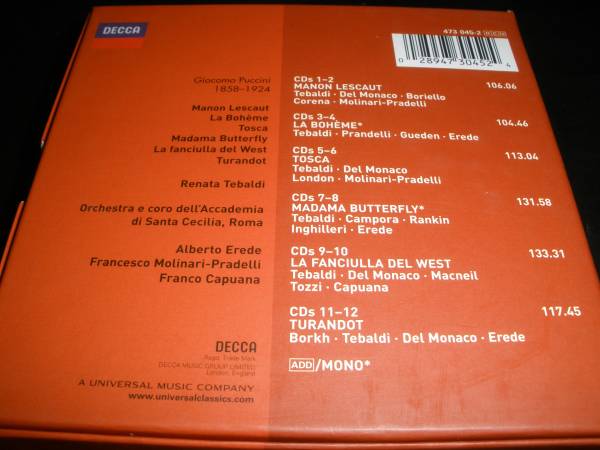 DECCA
473 045-2
0 28947 30452 4
Giacomo Puccini
1858–1924
Manon Lescaut
La Bohème
Tosca
Madama Butterfly
La fanciulla del West
Turandot
Renata Tebaldi
Orchestra e coro dell'Accademia
di Santa Cecilia, Roma
Alberto Erede
Francesco Molinari-Pradelli
Franco Capuana
DECCA
Regd. Trade Mark
DECCA MUSIC GROUP LIMITED
London, England
A UNIVERSAL MUSIC COMPANY
www.universalclassics.com
CDs 1–2
MANON LESCAUT 106.06
Tebaldi · Del Monaco · Boriello
Corena · Molinari-Pradelli
CDs 3–4
LA BOHÈME* 104.46
Tebaldi · Prandelli · Gueden · Erede
CDs 5–6
TOSCA 113.04
Tebaldi · Del Monaco
London · Molinari-Pradelli
CDs 7–8
MADAMA BUTTERFLY* 131.58
Tebaldi · Campora · Rankin
Inghilleri · Erede
CDs 9–10
LA FANCIULLA DEL WEST 133.31
Tebaldi · Del Monaco · Macneil
Tozzi · Capuana
CDs 11–12
TURANDOT 117.45
Borkh · Tebaldi · Del Monaco · Erede
ADD/MONO*